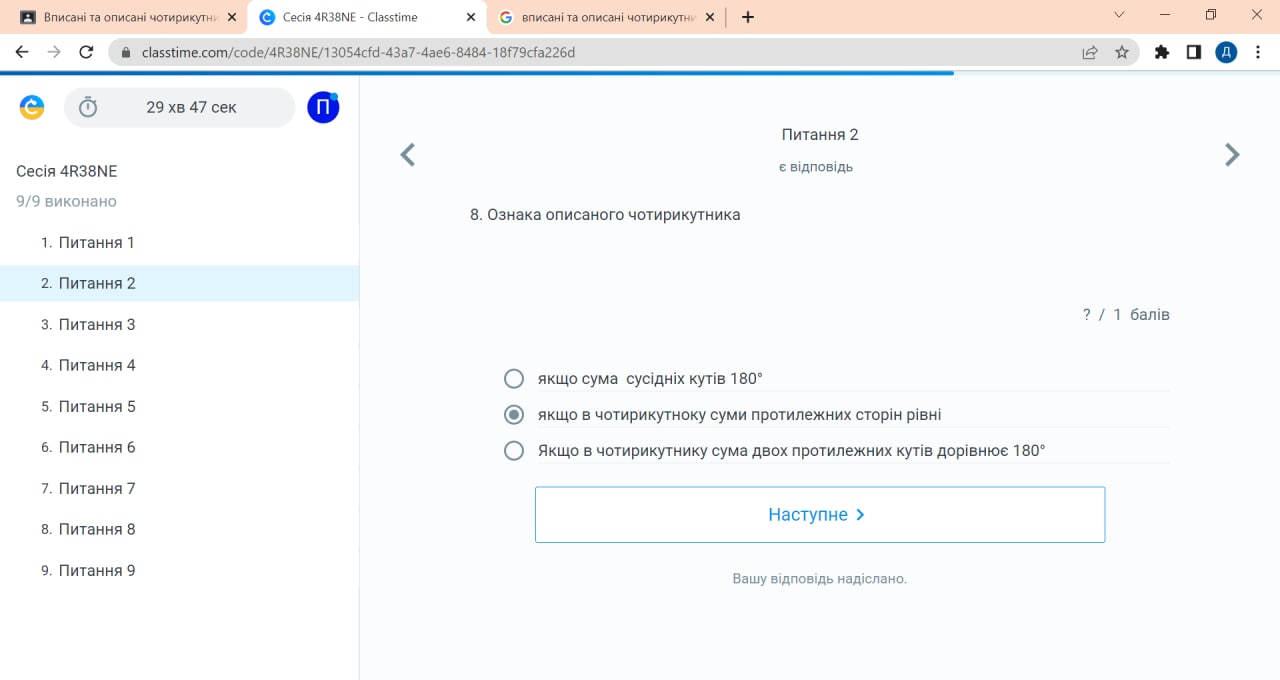 Вписані та описані чотирикутни
Сесія 4R38NE - Classtime
вписані та описані чотирикутни
classtime.com/code/4R38NE/13054cfd-43a7-4ae6-8484-18f79cfa226d
Д
29 хв 47 сек
П
Сесія 4R38NE
9/9 виконано
1. Питання 1
2. Питання 2
3. Питання 3
4. Питання 4
5. Питання 5
6. Питання 6
7. Питання 7
8. Питання 8
9. Питання 9
Питання 2
є відповідь
8. Ознака описаного чотирикутника
? / 1 балів
якщо сума сусідніх кутів 180°
якщо в чотирикутноку суми протилежних сторін рівні
Якщо в чотирикутнику сума двох протилежних кутів дорівнює 180°
Наступне
Вашу відповідь надіслано.